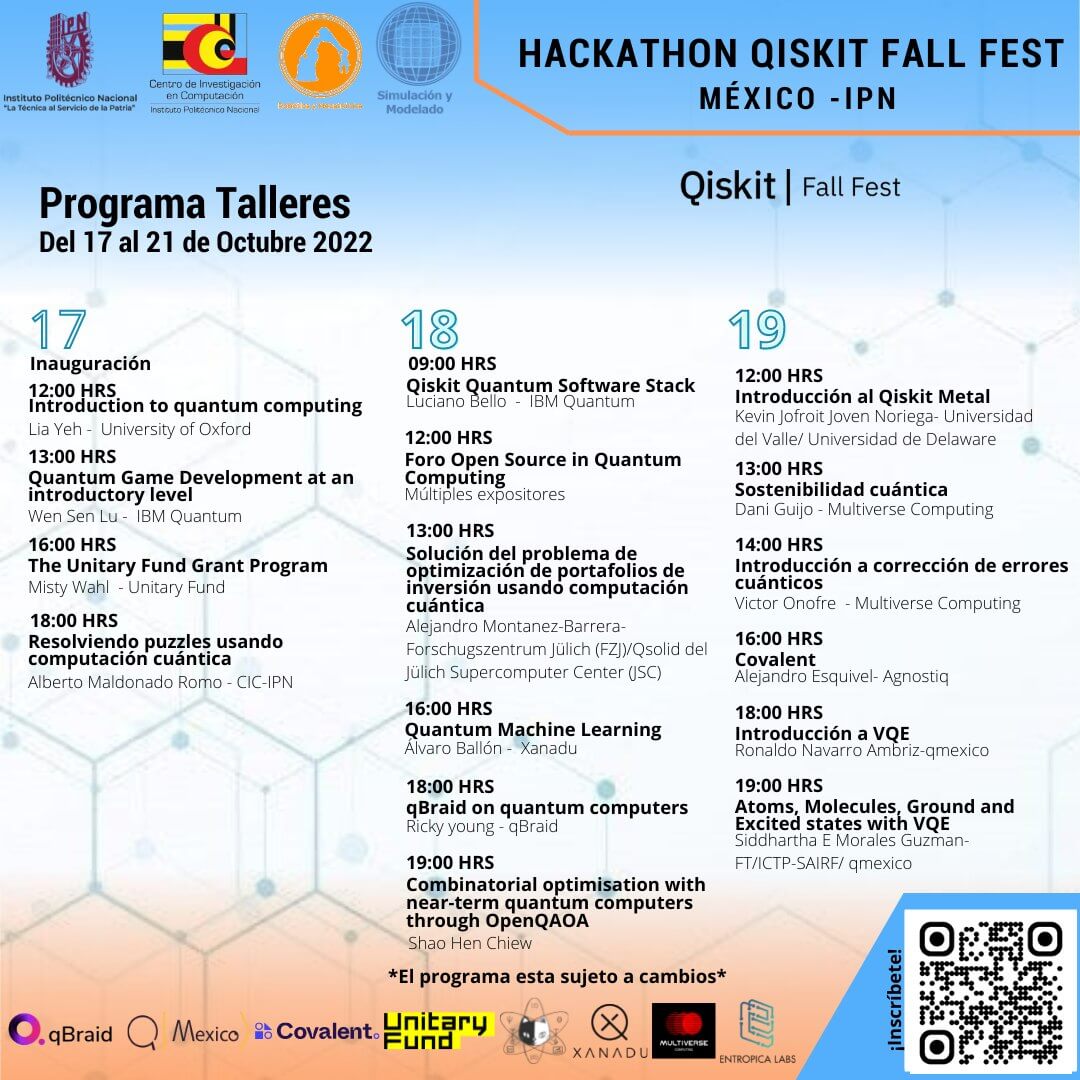 IPN
Instituto Politécnico Nacional
"La Técnica al Servicio de la Patria"
Centro de Investigación
en Computación
Instituto Politécnico Nacional
Simulación y
Modelado
HACKATHON QISKIT FALL FEST
MÉXICO -IPN
Qiskit | Fall Fest
Programa Talleres
Del 17 al 21 de Octubre 2022
17
Inauguración
12:00 HRS
Introduction to quantum computing
Lia Yeh - University of Oxford
13:00 HRS
Quantum Game Development at an
introductory level
Wen Sen Lu - IBM Quantum
16:00 HRS
The Unitary Fund Grant Program
Misty Wahl - Unitary Fund
18:00 HRS
Resolviendo puzzles usando
computación cuántica
Alberto Maldonado Romo - CIC-IPN
18
09:00 HRS
Qiskit Quantum Software Stack
Luciano Bello - IBM Quantum
12:00 HRS
Foro Open Source in Quantum
Computing
Múltiples expositores
13:00 HRS
Solución del problema de
optimización de portafolios de
inversión usando computación
cuántica
Alejandro Montanez-Barrera-
Forschugszentrum Jülich (FZJ)/Qsolid del
Jülich Supercomputer Center (JSC)
16:00 HRS
Quantum Machine Learning
Álvaro Ballón - Xanadu
18:00 HRS
qBraid on quantum computers
Ricky young - qBraid
19:00 HRS
Combinatorial optimisation with
near-term quantum computers
through OpenQAOA
Shao Hen Chiew
19
12:00 HRS
Introducción al Qiskit Metal
Kevin Jofroit Joven Noriega- Universidad
del Valle/ Universidad de Delaware
13:00 HRS
Sostenibilidad cuántica
Dani Guijo - Multiverse Computing
14:00 HRS
Introducción a corrección de errores
cuánticos
Victor Onofre - Multiverse Computing
16:00 HRS
Covalent
Alejandro Esquivel- Agnostiq
18:00 HRS
Introducción a VQE
Ronaldo Navarro Ambriz-qmexico
19:00 HRS
Atoms, Molecules, Ground and
Excited states with VQE
Siddhartha E Morales Guzman-
FT/ICTP-SAIRF/ qmexico
*El programa esta sujeto a cambios*
¡Inscríbete!
qBraid
Mexico
Covalent
Unitary
Fund
XANADU
MULTIVERSE
COMPUTING
ENTROPICA LABS